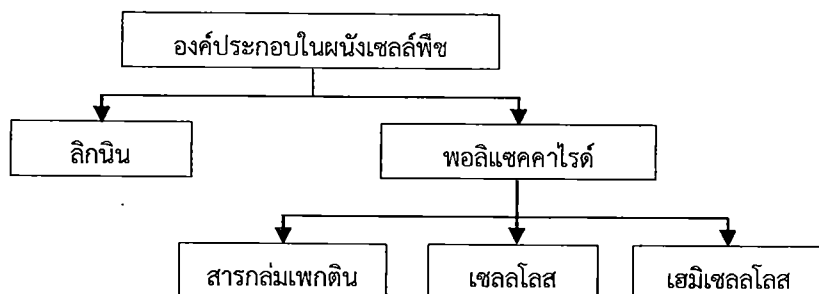 องค์ประกอบในผนังเซลล์พืช
ลิกนิน
พอลิแซคคาไรด์
สารกลุ่มเพกติน
เซลลูโลส
เฮมิเซลลูโลส